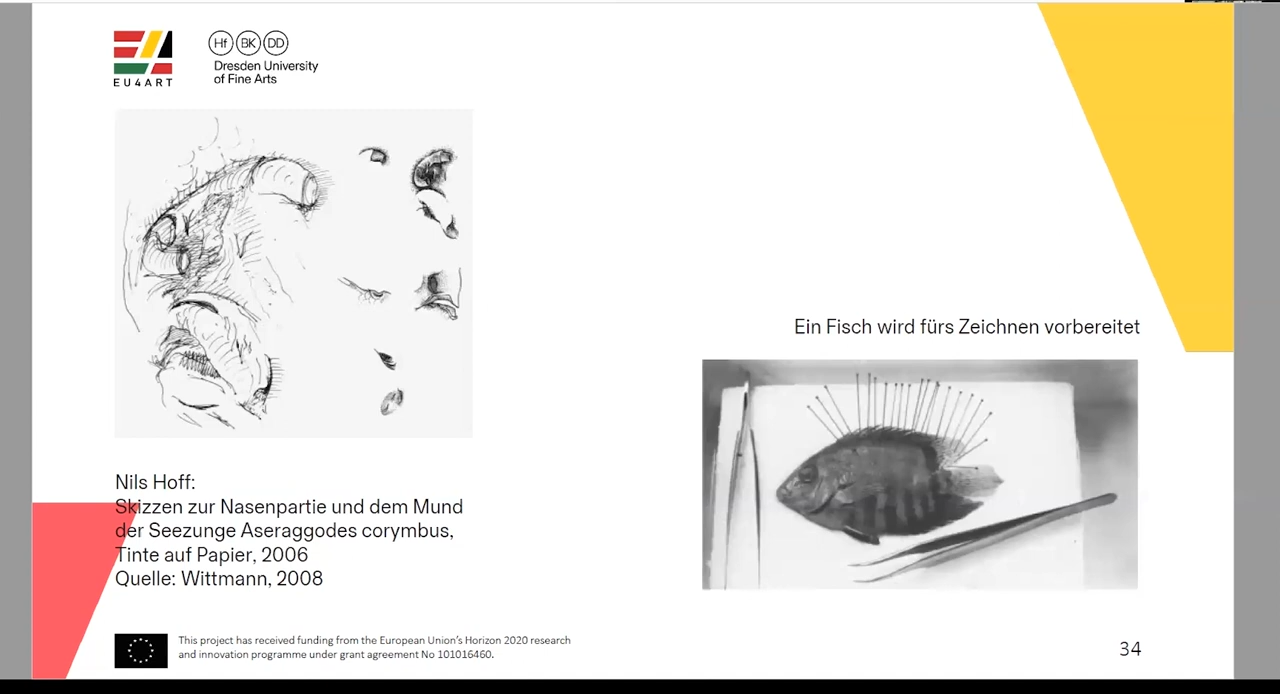 EU4ART
Hf BK DD
Dresden University
of Fine Arts
Ein Fisch wird fürs Zeichnen vorbereitet
Nils Hoff:
Skizzen zur Nasenpartie und dem Mund
der Seezunge Aseraggodes corymbus,
Tinte auf Papier, 2006
Quelle: Wittmann, 2008
This project has received funding from the European Union's Horizon 2020 research
and innovation programme under grant agreement No 101016460.
34